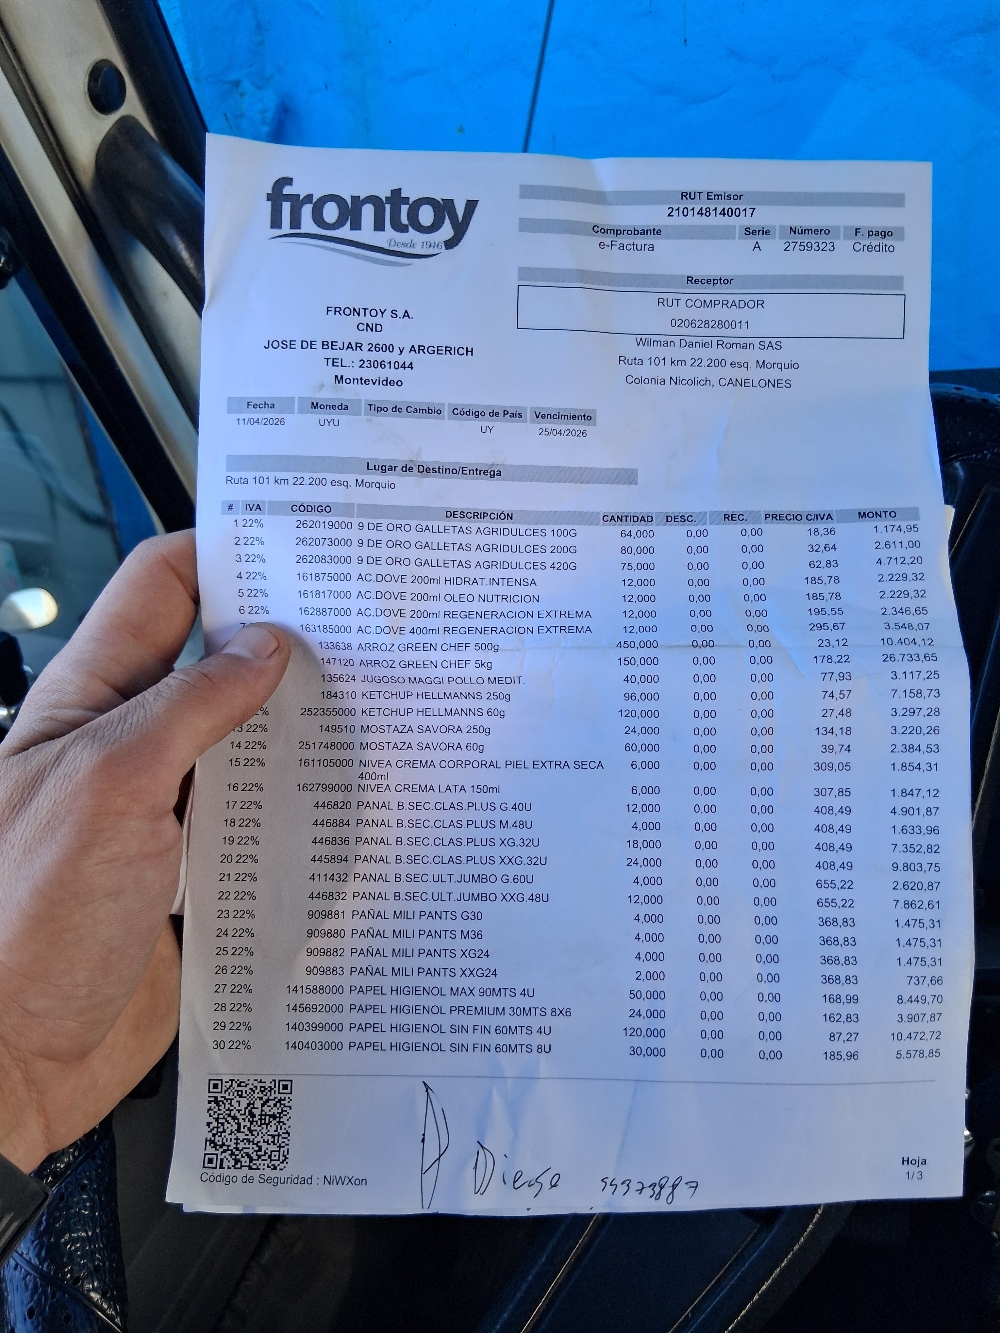 frontoy
Desde 1946
FRONTOY S.A.
CND
JOSE DE BEJAR 2600 y ARGERICH
TEL.: 23061044
Montevideo
RUT Emisor
210148140017
Comprobante Serie Número F. pago
e-Factura A 2759323 Crédito
Receptor
RUT COMPRADOR
020628280011
Wilman Daniel Roman SAS
Ruta 101 km 22.200 esq. Morquio
Colonia Nicolich, CANELONES
Fecha Moneda Tipo de Cambio Código de País Vencimiento
11/04/2026 UYU UY 25/04/2026
Lugar de Destino/Entrega
Ruta 101 km 22.200 esq. Morquio
# IVA CÓDIGO DESCRIPCIÓN CANTIDAD DESC. REC. PRECIO C/IVA MONTO
1 22% 262019000 9 DE ORO GALLETAS AGRIDULCES 100G 64,000 0,00 0,00 18,36 1.174,95
2 22% 262073000 9 DE ORO GALLETAS AGRIDULCES 200G 80,000 0,00 0,00 32,64 2.611,00
3 22% 262083000 9 DE ORO GALLETAS AGRIDULCES 420G 75,000 0,00 0,00 62,83 4.712,20
4 22% 161875000 AC.DOVE 200ml HIDRAT.INTENSA 12,000 0,00 0,00 185,78 2.229,32
5 22% 161817000 AC.DOVE 200ml OLEO NUTRICION 12,000 0,00 0,00 185,78 2.229,32
6 22% 162887000 AC.DOVE 200ml REGENERACION EXTREMA 12,000 0,00 0,00 195,55 2.346,65
7 163185000 AC.DOVE 400ml REGENERACION EXTREMA 12,000 0,00 0,00 295,67 3.548,07
133638 ARROZ GREEN CHEF 500g 450,000 0,00 0,00 23,12 10.404,12
147120 ARROZ GREEN CHEF 5kg 150,000 0,00 0,00 178,22 26.733,65
135624 JUGOSO MAGGI POLLO MEDIT. 40,000 0,00 0,00 77,93 3.117,25
184310 KETCHUP HELLMANNS 250g 96,000 0,00 0,00 74,57 7.158,73
% 252355000 KETCHUP HELLMANNS 60g 120,000 0,00 0,00 27,48 3.297,28
13 22% 149510 MOSTAZA SAVORA 250g 24,000 0,00 0,00 134,18 3.220,26
14 22% 251748000 MOSTAZA SAVORA 60g 60,000 0,00 0,00 39,74 2.384,53
15 22% 161105000 NIVEA CREMA CORPORAL PIEL EXTRA SECA 6,000 0,00 0,00 309,05 1.854,31
400ml
16 22% 162799000 NIVEA CREMA LATA 150ml 6,000 0,00 0,00 307,85 1.847,12
17 22% 446820 PANAL B.SEC.CLAS.PLUS G.40U 12,000 0,00 0,00 408,49 4.901,87
18 22% 446884 PANAL B.SEC.CLAS.PLUS M.48U 4,000 0,00 0,00 408,49 1.633,96
19 22% 446836 PANAL B.SEC.CLAS.PLUS XG.32U 18,000 0,00 0,00 408,49 7.352,82
20 22% 445894 PANAL B.SEC.CLAS.PLUS XXG.32U 24,000 0,00 0,00 408,49 9.803,75
21 22% 411432 PANAL B.SEC.ULT.JUMBO G.60U 4,000 0,00 0,00 655,22 2.620,87
22 22% 446832 PANAL B.SEC.ULT.JUMBO XXG.48U 12,000 0,00 0,00 655,22 7.862,61
23 22% 909881 PAÑAL MILI PANTS G30 4,000 0,00 0,00 368,83 1.475,31
24 22% 909880 PAÑAL MILI PANTS M36 4,000 0,00 0,00 368,83 1.475,31
25 22% 909882 PAÑAL MILI PANTS XG24 4,000 0,00 0,00 368,83 1.475,31
26 22% 909883 PAÑAL MILI PANTS XXG24 2,000 0,00 0,00 368,83 737,66
27 22% 141588000 PAPEL HIGIENOL MAX 90MTS 4U 50,000 0,00 0,00 168,99 8.449,70
28 22% 145692000 PAPEL HIGIENOL PREMIUM 30MTS 8X6 24,000 0,00 0,00 162,83 3.907,87
29 22% 140399000 PAPEL HIGIENOL SIN FIN 60MTS 4U 120,000 0,00 0,00 87,27 10.472,72
30 22% 140403000 PAPEL HIGIENOL SIN FIN 60MTS 8U 30,000 0,00 0,00 185,96 5.578,85
Código de Seguridad : NiWXon
Diego
Hoja
1/3